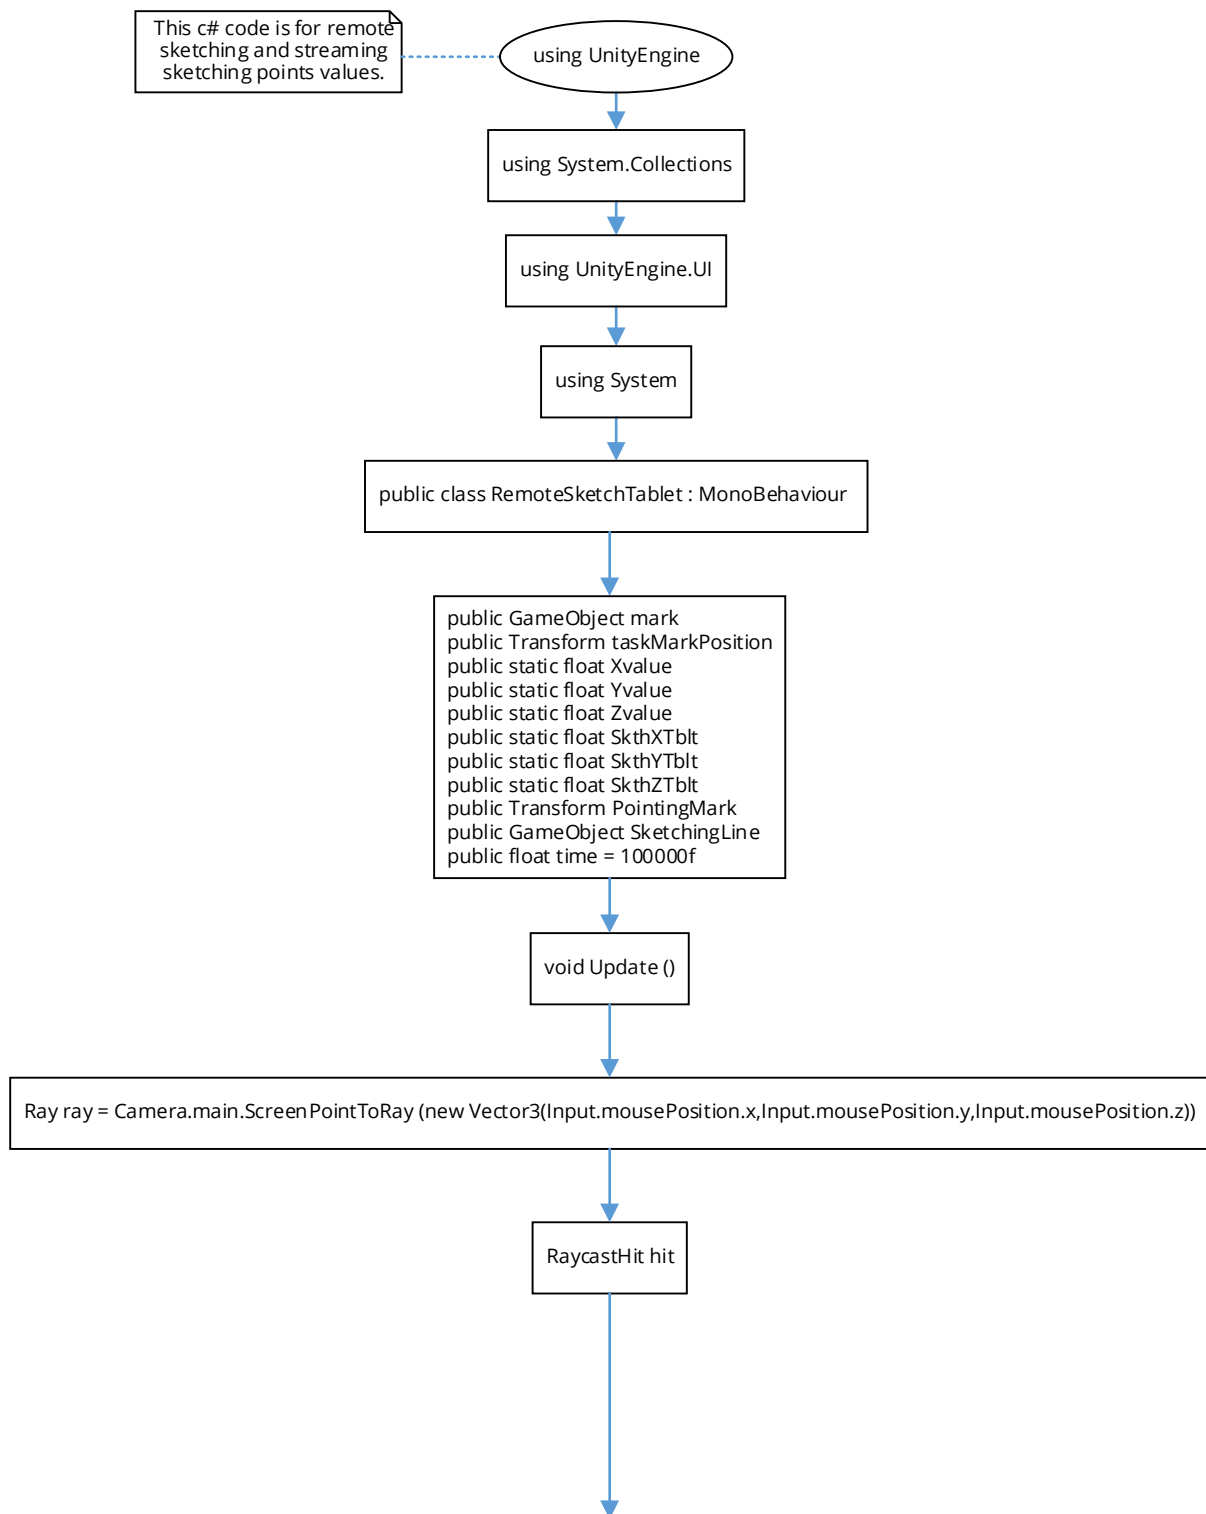 This c# code is for remote
sketching and streaming
sketching points values.
using UnityEngine
using System.Collections
using UnityEngine.UI
using System
public class RemoteSketchTablet : MonoBehaviour
public GameObject mark
public Transform taskMarkPosition
public static float Xvalue
public static float Yvalue
public static float Zvalue
public static float SkthXTblt
public static float SkthYTblt
public static float SkthZTblt
public Transform PointingMark
public GameObject SketchingLine
public float time = 100000f
void Update ()
Ray ray = Camera.main.ScreenPointToRay (new Vector3(Input.mousePosition.x,Input.mousePosition.y,Input.mousePosition.z))
RaycastHit hit